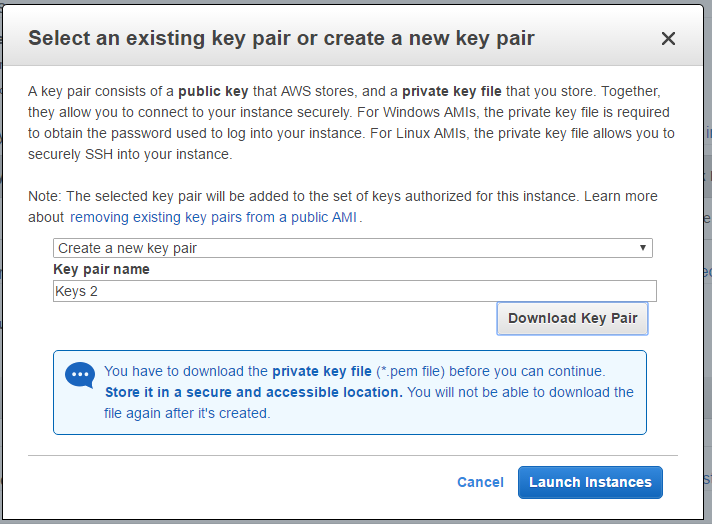 Select an existing key pair or create a new key pair
A key pair consists of a public key that AWS stores, and a private key file that you store. Together,
they allow you to connect to your instance securely. For Windows AMIs, the private key file is required
to obtain the password used to log into your instance. For Linux AMIs, the private key file allows you to
securely SSH into your instance.
Note: The selected key pair will be added to the set of keys authorized for this instance. Learn more
about removing existing key pairs from a public AMI .
Create a new key pair
Key pair name
Keys 2
Download Key Pair
You have to download the private key file (*.pem file) before you can continue.
Store it in a secure and accessible location. You will not be able to download the
file again after it's created.
Cancel
Launch Instances